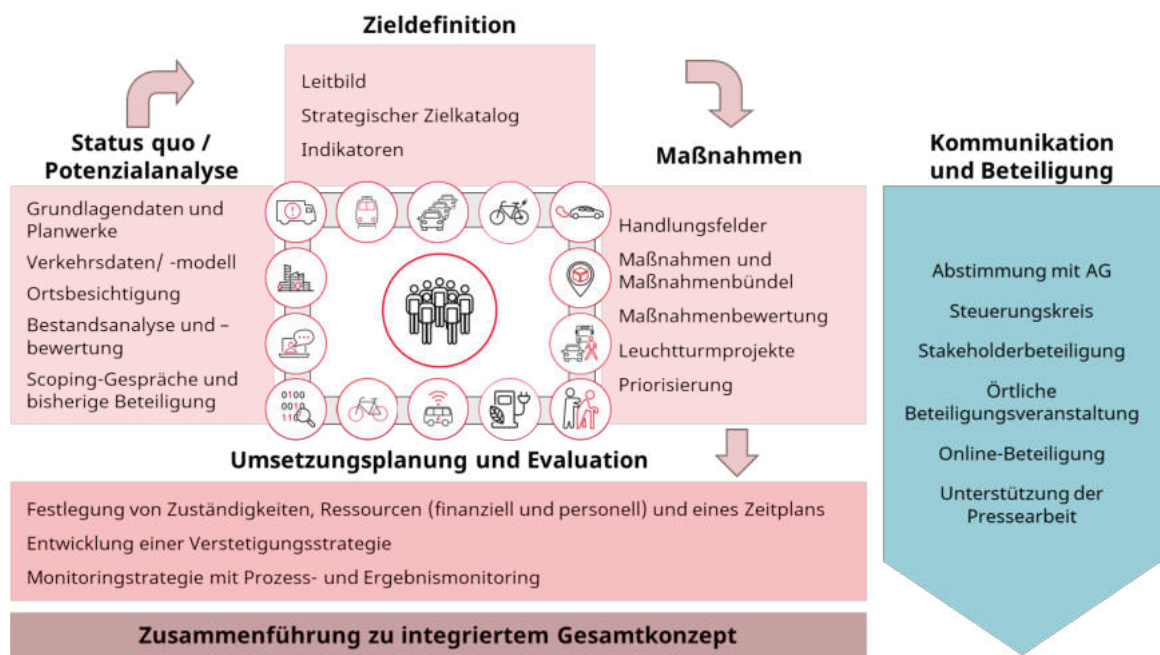 Zieldefinition
Leitbild
Strategischer Zielkatalog
Indikatoren
Status quo /
Potenzialanalyse
Grundlagendaten und
Planwerke
Verkehrsdaten/ -modell
Ortsbesichtigung
Bestandsanalyse und –
bewertung
Scoping-Gespräche und
bisherige Beteiligung
0100
0010
110
Maßnahmen
Handlungsfelder
Maßnahmen und
Maßnahmenbündel
Maßnahmenbewertung
Leuchtturmprojekte
Priorisierung
Umsetzungsplanung und Evaluation
Festlegung von Zuständigkeiten, Ressourcen (finanziell und personell) und eines Zeitplans
Entwicklung einer Verstetigungsstrategie
Monitoringstrategie mit Prozess- und Ergebnismonitoring
Zusammenführung zu integriertem Gesamtkonzept
Kommunikation
und Beteiligung
Abstimmung mit AG
Steuerungskreis
Stakeholderbeteiligung
Örtliche
Beteiligungsveranstaltung
Online-Beteiligung
Unterstützung der
Pressearbeit